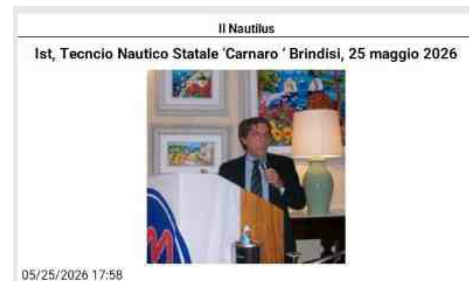 Il Nautilus
Ist, Tecncio Nautico Statale 'Carnaro ' Brindisi, 25 maggio 2026
05/25/2026 17:58